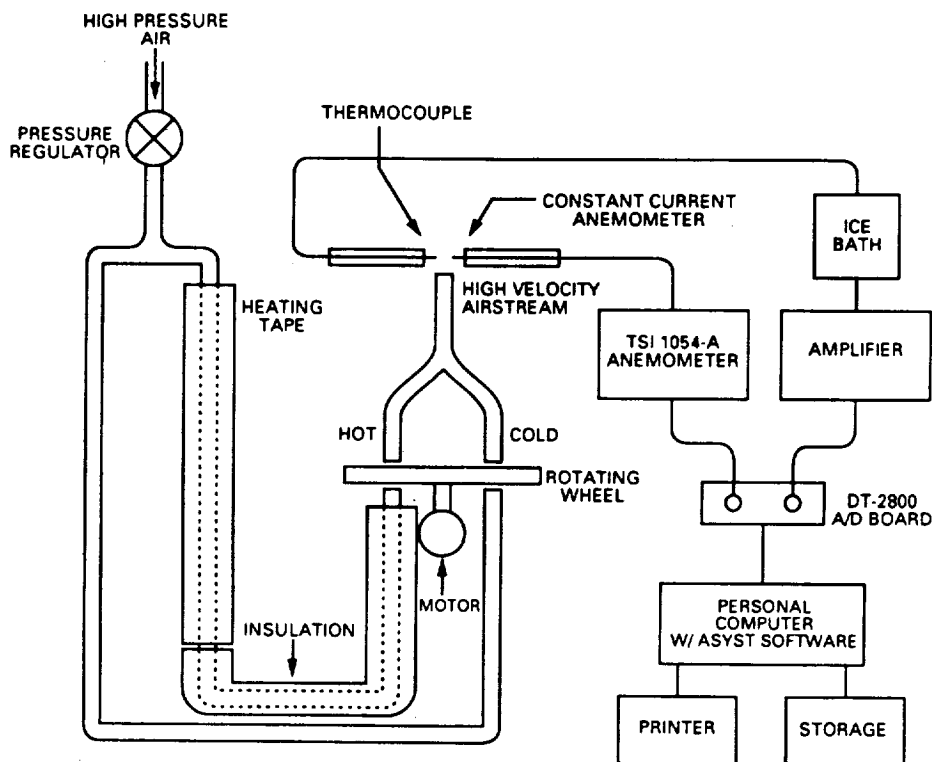 HIGH PRESSURE
AIR
PRESSURE
REGULATOR
THERMOCOUPLE
CONSTANT CURRENT
ANEMOMETER
ICE
BATH
HEATING
TAPE
HIGH VELOCITY
AIRSTREAM
TSI 1054-A
ANEMOMETER
AMPLIFIER
HOT
COLD
ROTATING
WHEEL
DT-2800
A/D BOARD
MOTOR
INSULATION
PERSONAL
COMPUTER
W/ ASYST SOFTWARE
PRINTER
STORAGE